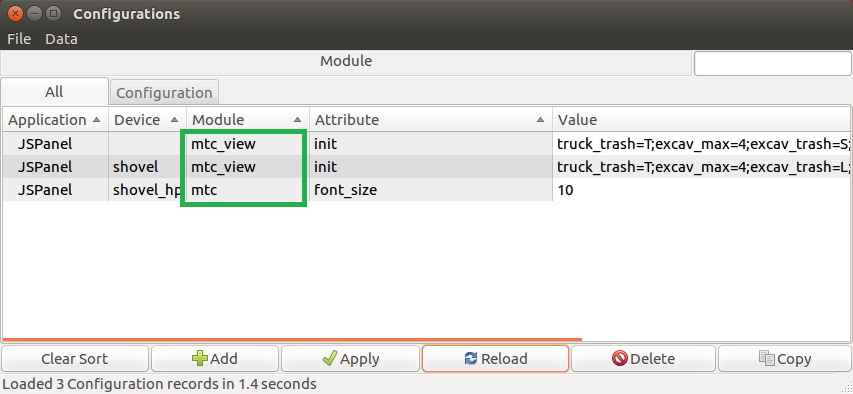 Configurations
File Data
Module
All Configuration
Application Device Module Attribute Value
JSPanel mtc_view init truck_trash=T;excav_max=4;excav_trash=S;
JSPanel shovel mtc_view init truck_trash=T;excav_max=4;excav_trash=L;
JSPanel shovel_hp mtc font_size 10
Clear Sort Add Apply Reload Delete Copy
Loaded 3 Configuration records in 1.4 seconds